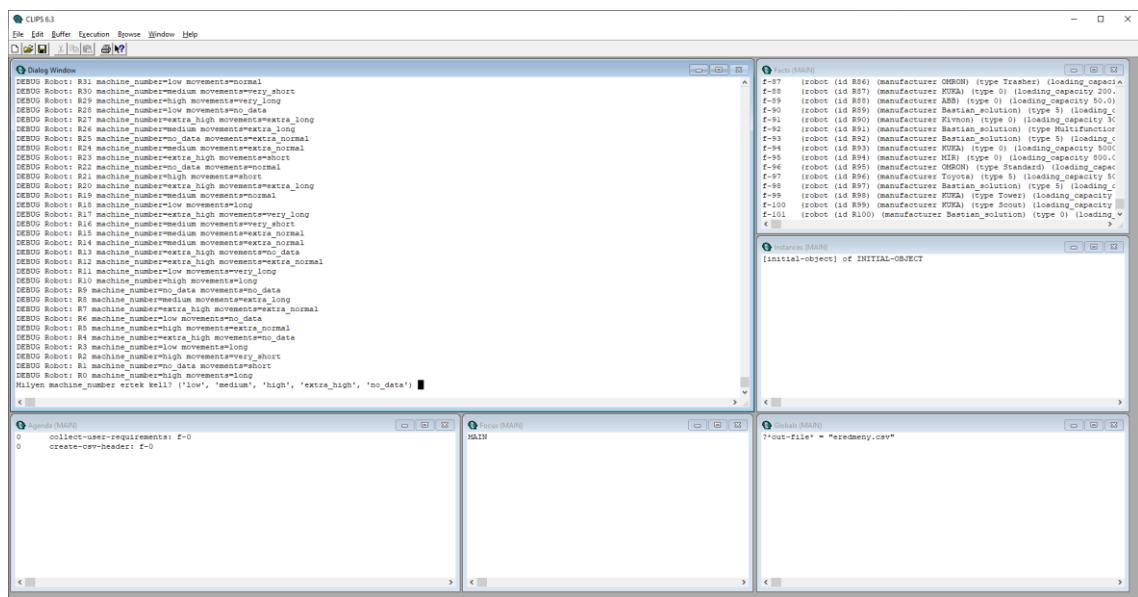 CLIPS 6.3
File Edit Buffer Execution Browse Window Help
Dialog Window
DEBUG Robot: R31 machine_number=low movements=normal
DEBUG Robot: R30 machine_number=medium movements=very_short
DEBUG Robot: R29 machine_number=high movements=very_long
DEBUG Robot: R28 machine_number=low movements=no_data
DEBUG Robot: R27 machine_number=extra_high movements=extra_long
DEBUG Robot: R26 machine_number=medium movements=extra_long
DEBUG Robot: R25 machine_number=no_data movements=extra_normal
DEBUG Robot: R24 machine_number=medium movements=extra_normal
DEBUG Robot: R23 machine_number=extra_high movements=short
DEBUG Robot: R22 machine_number=no_data movements=normal
DEBUG Robot: R21 machine_number=high movements=short
DEBUG Robot: R20 machine_number=extra_high movements=extra_long
DEBUG Robot: R19 machine_number=medium movements=normal
DEBUG Robot: R18 machine_number=low movements=long
DEBUG Robot: R17 machine_number=extra_high movements=very_long
DEBUG Robot: R16 machine_number=medium movements=very_short
DEBUG Robot: R15 machine_number=medium movements=extra_normal
DEBUG Robot: R14 machine_number=medium movements=extra_normal
DEBUG Robot: R13 machine_number=extra_high movements=no_data
DEBUG Robot: R12 machine_number=extra_high movements=extra_normal
DEBUG Robot: R11 machine_number=low movements=very_long
DEBUG Robot: R10 machine_number=high movements=long
DEBUG Robot: R9 machine_number=no_data movements=no_data
DEBUG Robot: R8 machine_number=medium movements=extra_long
DEBUG Robot: R7 machine_number=extra_high movements=extra_normal
DEBUG Robot: R6 machine_number=low movements=no_data
DEBUG Robot: R5 machine_number=high movements=extra_normal
DEBUG Robot: R4 machine_number=extra_high movements=no_data
DEBUG Robot: R3 machine_number=low movements=long
DEBUG Robot: R2 machine_number=high movements=very_short
DEBUG Robot: R1 machine_number=no_data movements=short
DEBUG Robot: R0 machine_number=high movements=long
Milyen machine_number ertek kell? ('low', 'medium', 'high', 'extra_high', 'no_data')
Facts (MAIN)
f-87 (robot (id R86) (manufacturer OMRON) (type Trasher) (loading_capaci
f-88 (robot (id R87) (manufacturer KUKA) (type 0) (loading_capacity 200.
f-89 (robot (id R88) (manufacturer ABB) (type 0) (loading_capacity 50.0)
f-90 (robot (id R89) (manufacturer Bastian_solution) (type 5) (loading_c
f-91 (robot (id R90) (manufacturer Kivnon) (type 0) (loading_capacity 30
f-92 (robot (id R91) (manufacturer Bastian_solution) (type Multifunction
f-93 (robot (id R92) (manufacturer Bastian_solution) (type 5) (loading_c
f-94 (robot (id R93) (manufacturer KUKA) (type 0) (loading_capacity 5000
f-95 (robot (id R94) (manufacturer MIR) (type 0) (loading_capacity 800.0
f-96 (robot (id R95) (manufacturer OMRON) (type Standard) (loading_capac
f-97 (robot (id R96) (manufacturer Toyota) (type 5) (loading_capacity 50
f-98 (robot (id R97) (manufacturer Bastian_solution) (type 5) (loading_c
f-99 (robot (id R98) (manufacturer KUKA) (type Tower) (loading_capacity
f-100 (robot (id R99) (manufacturer KUKA) (type Scout) (loading_capacity
f-101 (robot (id R100) (manufacturer Bastian_solution) (type 0) (loading_
Instances (MAIN)
[initial-object] of INITIAL-OBJECT
Agenda (MAIN)
0 collect-user-requirements: f-0
0 create-csv-header: f-0
Focus (MAIN)
MAIN
Globals (MAIN)
?*out-file* = "eredmeny.csv"